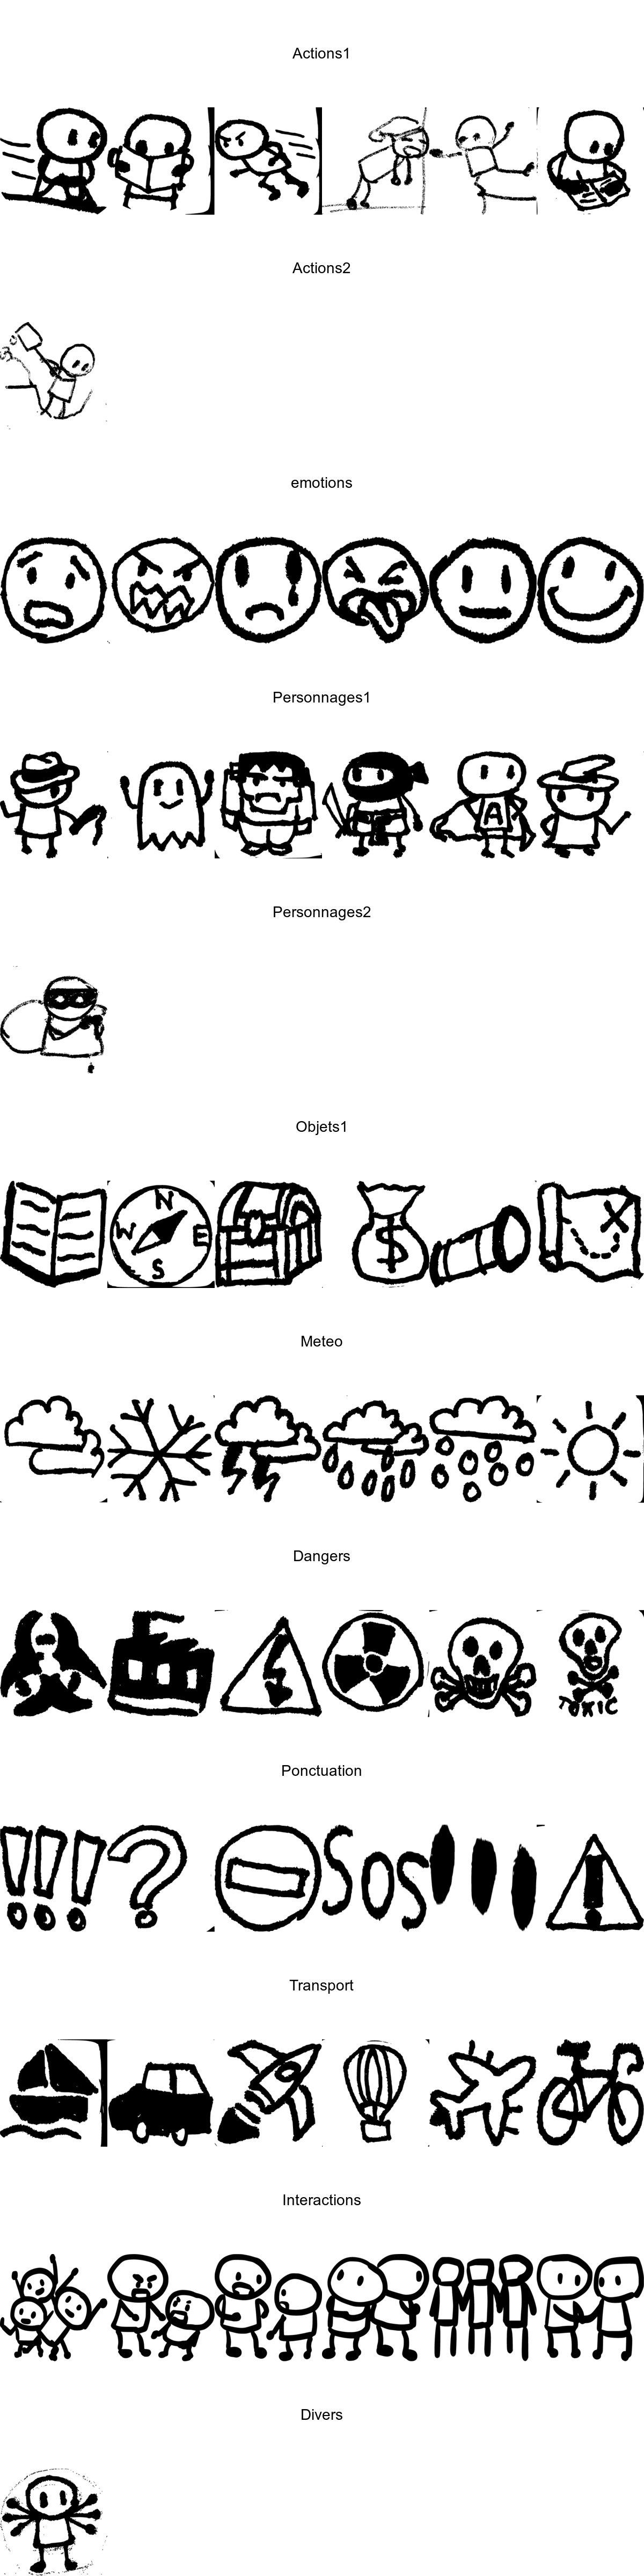 Actions1
Actions2
emotions
Personnages1
A
Personnages2
Objets1
N
W E
S
$
X
Meteo
Dangers
TOXIC
Ponctuation
!!! ? SOS !
Transport
Interactions
Divers